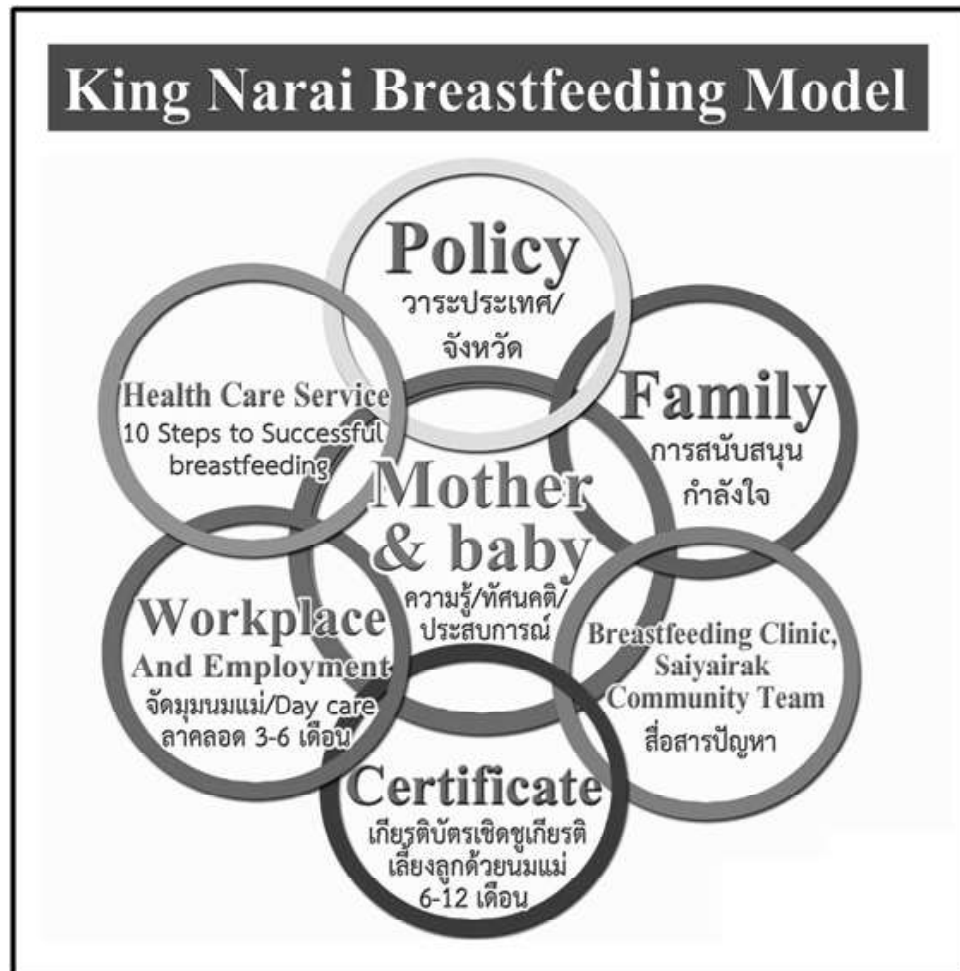 King Narai Breastfeeding Model
Policy
วาระประเทศ/
จังหวัด
Health Care Service
10 Steps to Successful
breastfeeding
Family
การสนับสนุน
กำลังใจ
Mother
& baby
ความรู้/ทัศนคติ/
ประสบการณ์
Workplace
And Employment
จัดมุมนมแม่/Day care
ลาคลอด 3-6 เดือน
Breastfeeding Clinic,
Saiyairak
Community Team
สื่อสารปัญหา
Certificate
เกียรติบัตรเชิดชูเกียรติ
เลี้ยงลูกด้วยนมแม่
6-12 เดือน